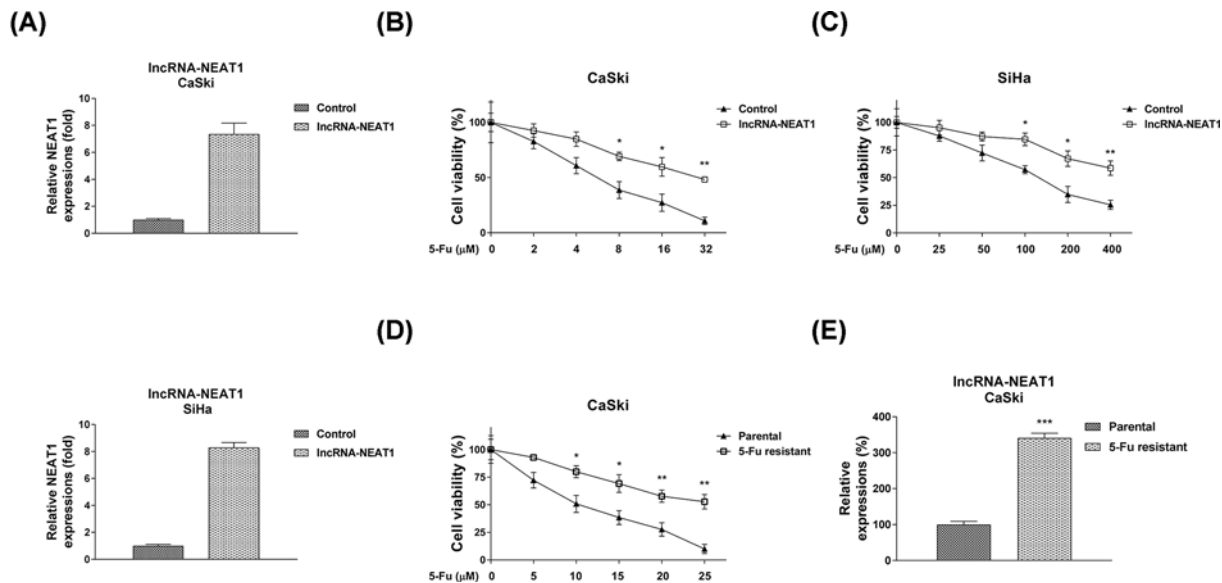 (A)
lncRNA-NEAT1
CaSki
Relative NEAT1
expressions (fold)
10
8
6
4
2
0
Control
lncRNA-NEAT1
lncRNA-NEAT1
SiHa
Relative NEAT1
expressions (fold)
10
8
6
4
2
0
Control
lncRNA-NEAT1
(B)
CaSki
Cell viability (%)
100
50
0
* * **
5-Fu (μM) 0 2 4 8 16 32
Control
lncRNA-NEAT1
(C)
SiHa
Cell viability (%)
100
75
50
25
0
* * **
5-Fu (μM) 0 25 50 100 200 400
Control
lncRNA-NEAT1
(D)
CaSki
Cell viability (%)
100
75
50
25
0
* * ** **
5-Fu (μM) 0 5 10 15 20 25
Parental
5-Fu resistant
(E)
lncRNA-NEAT1
CaSki
Relative
expressions (%)
400
300
200
100
0
***
Parental
5-Fu resistant